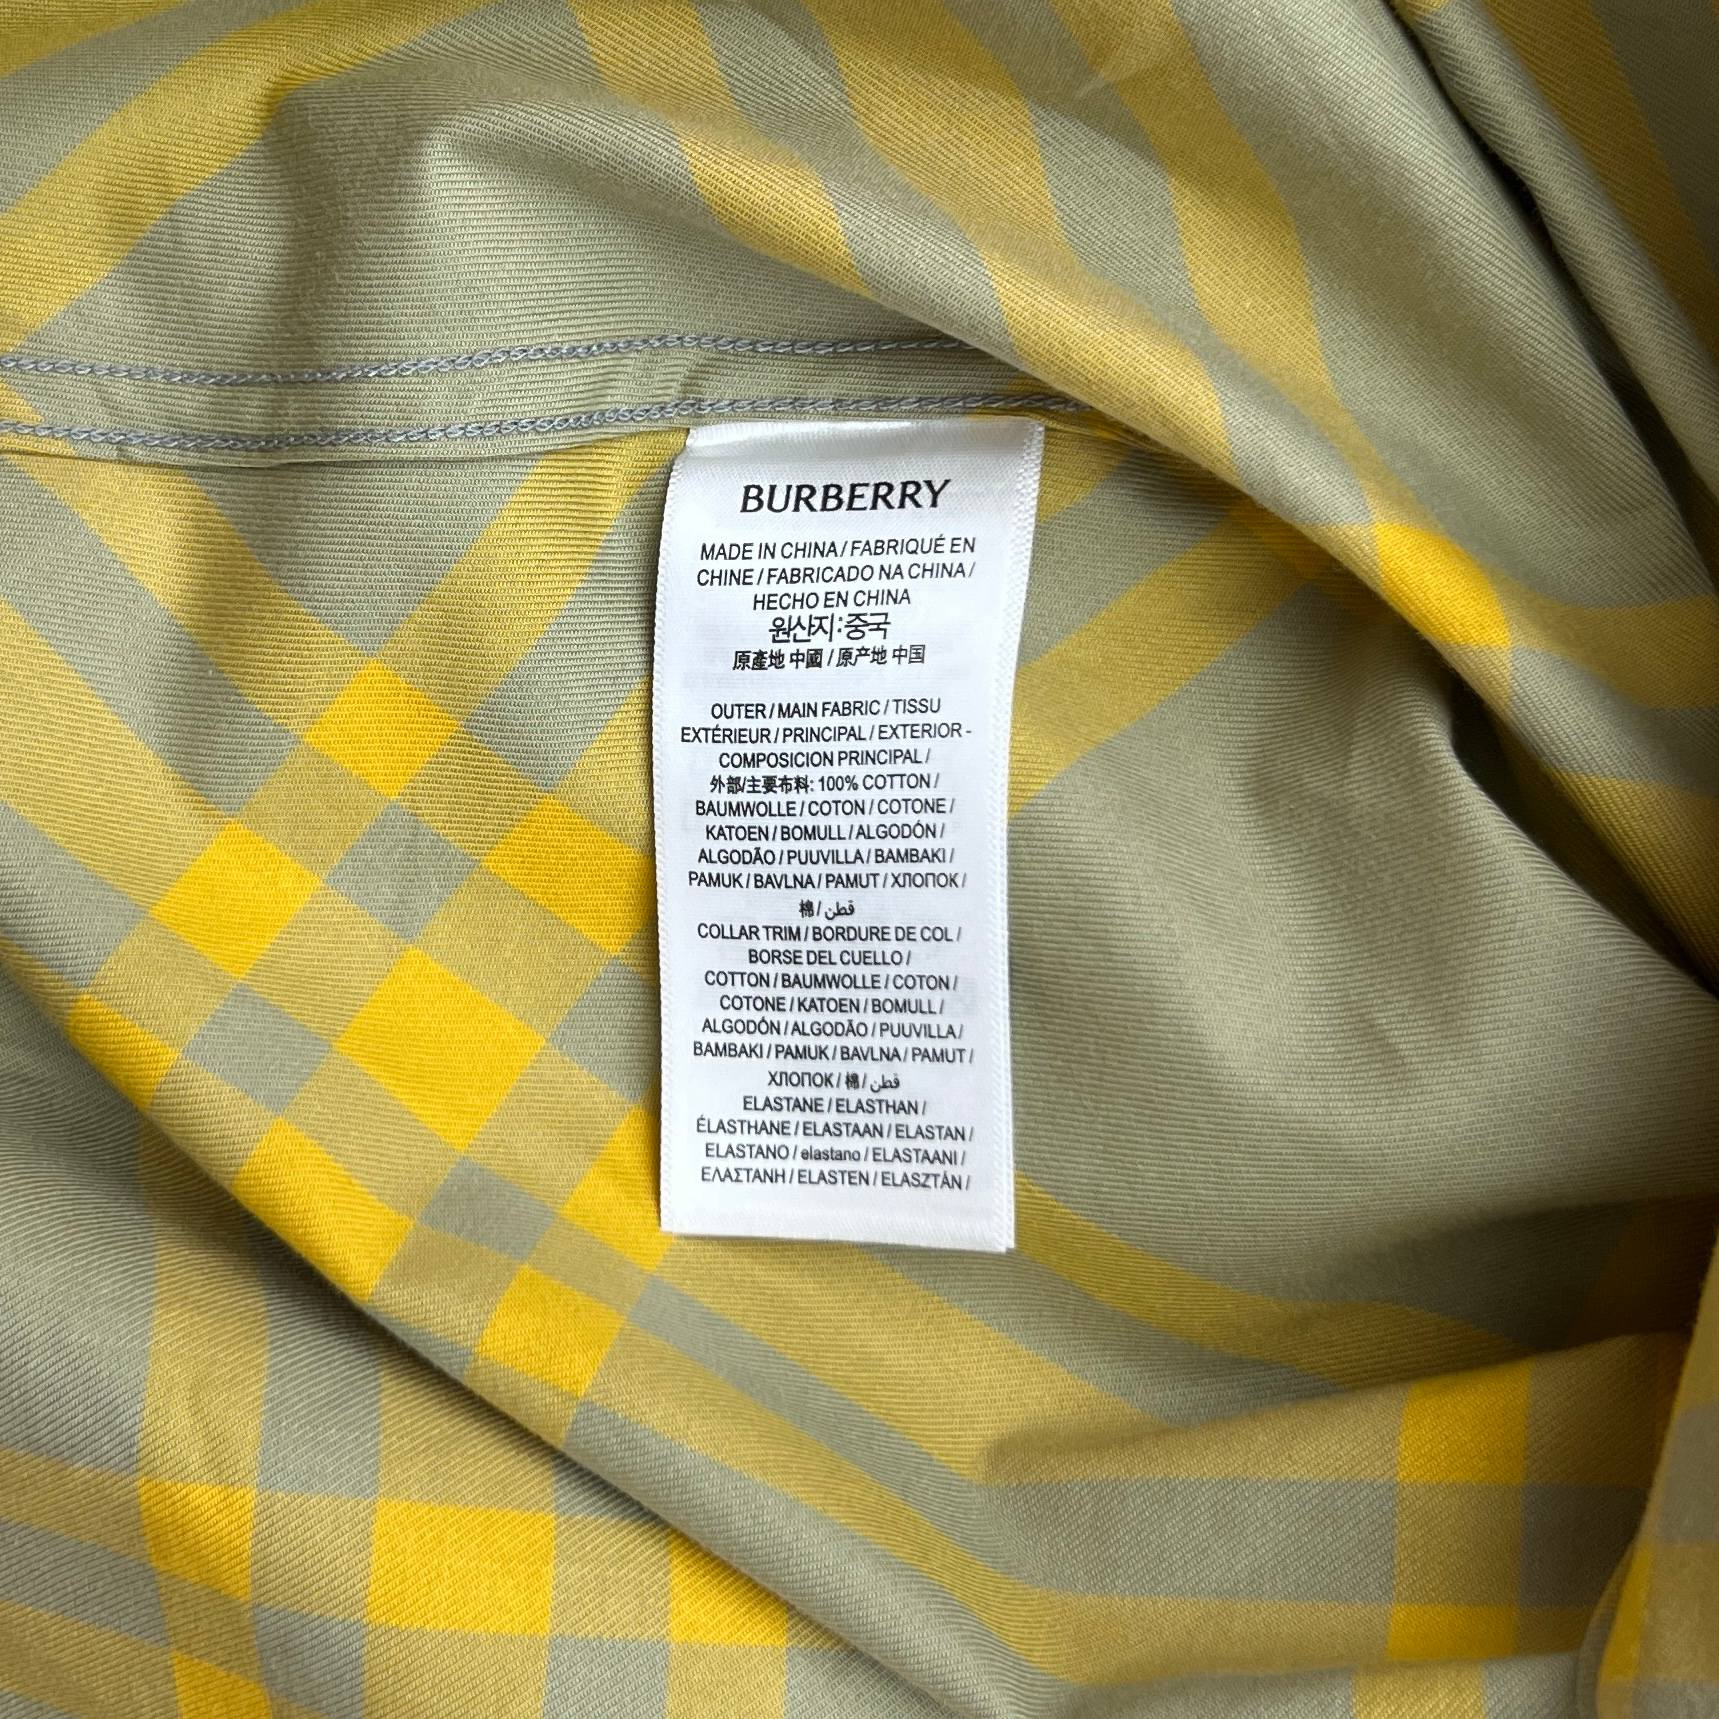 BURBERRY
MADE IN CHINA / FABRIQUÉ EN
CHINE / FABRICADO NA CHINA /
HECHO EN CHINA
원산지:중국
原產地 中國 / 原产地 中国
OUTER / MAIN FABRIC / TISSU
EXTÉRIEUR / PRINCIPAL / EXTERIOR -
COMPOSICION PRINCIPAL /
外部/主要布料: 100% COTTON /
BAUMWOLLE / COTON / COTONE /
KATOEN / BOMULL / ALGODÓN /
ALGODÃO / PUUVILLA / BAMBAKI /
PAMUK / BAVLNA / PAMUT / ХЛОПОК /
棉 / قطن
COLLAR TRIM / BORDURE DE COL /
BORSE DEL CUELLO /
COTTON / BAUMWOLLE / COTON /
COTONE / KATOEN / BOMULL /
ALGODÓN / ALGODÃO / PUUVILLA /
BAMBAKI / PAMUK / BAVLNA / PAMUT /
ХЛОПОК / 棉 / قطن
ELASTANE / ELASTHAN /
ÉLASTHANE / ELASTAAN / ELASTAN /
ELASTANO / elastano / ELASTAANI /
ΕΛΑΣΤΑΝΗ / ELASTEN / ELASZTÁN /